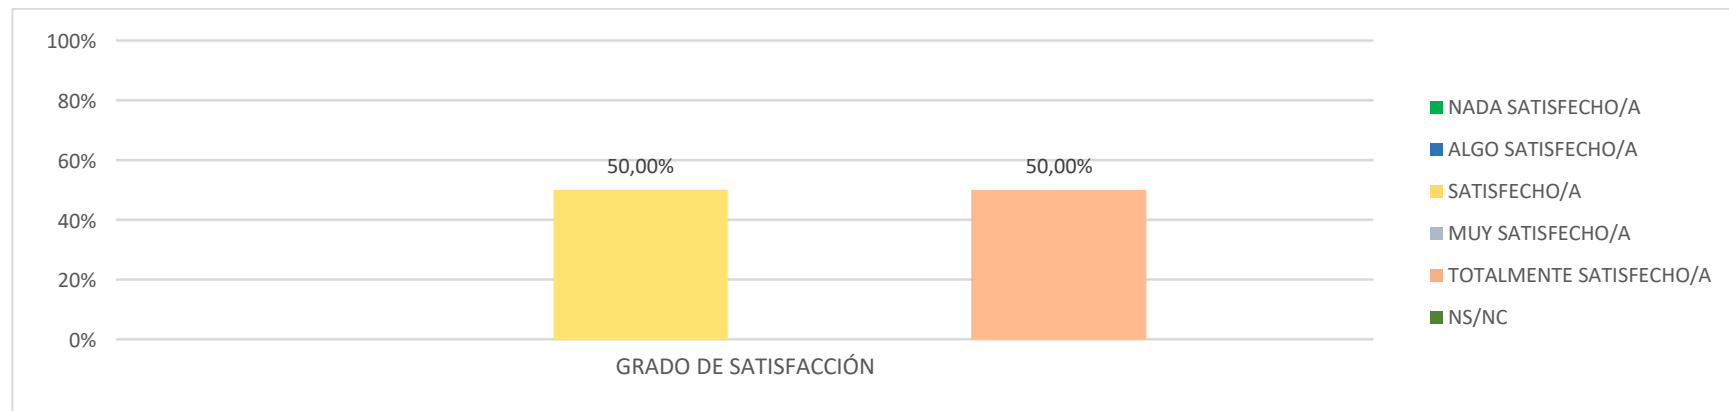 100%
80%
60%
40%
20%
0%
50,00%
50,00%
GRADO DE SATISFACCIÓN
NADA SATISFECHO/A
ALGO SATISFECHO/A
SATISFECHO/A
MUY SATISFECHO/A
TOTALMENTE SATISFECHO/A
NS/NC